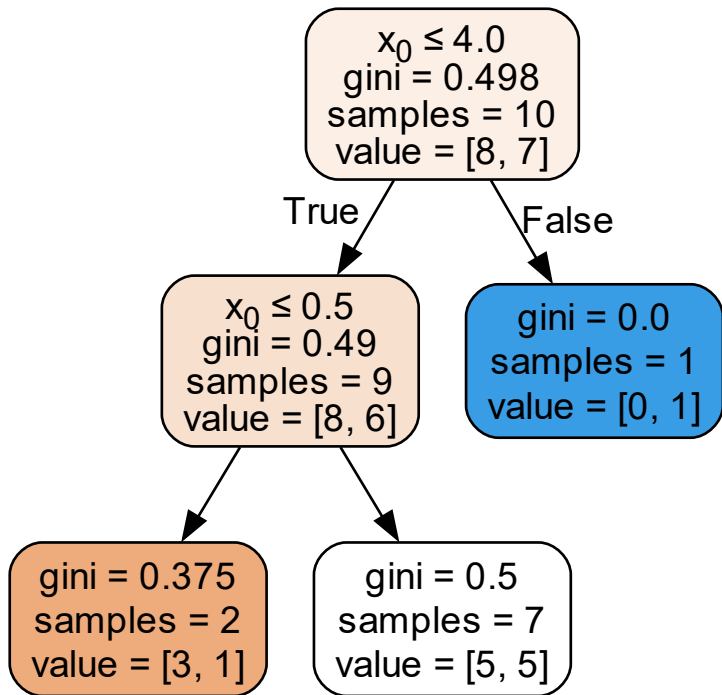 x₀ ≤ 4.0
gini = 0.498
samples = 10
value = [8, 7]
True
False
x₀ ≤ 0.5
gini = 0.49
samples = 9
value = [8, 6]
gini = 0.0
samples = 1
value = [0, 1]
gini = 0.375
samples = 2
value = [3, 1]
gini = 0.5
samples = 7
value = [5, 5]